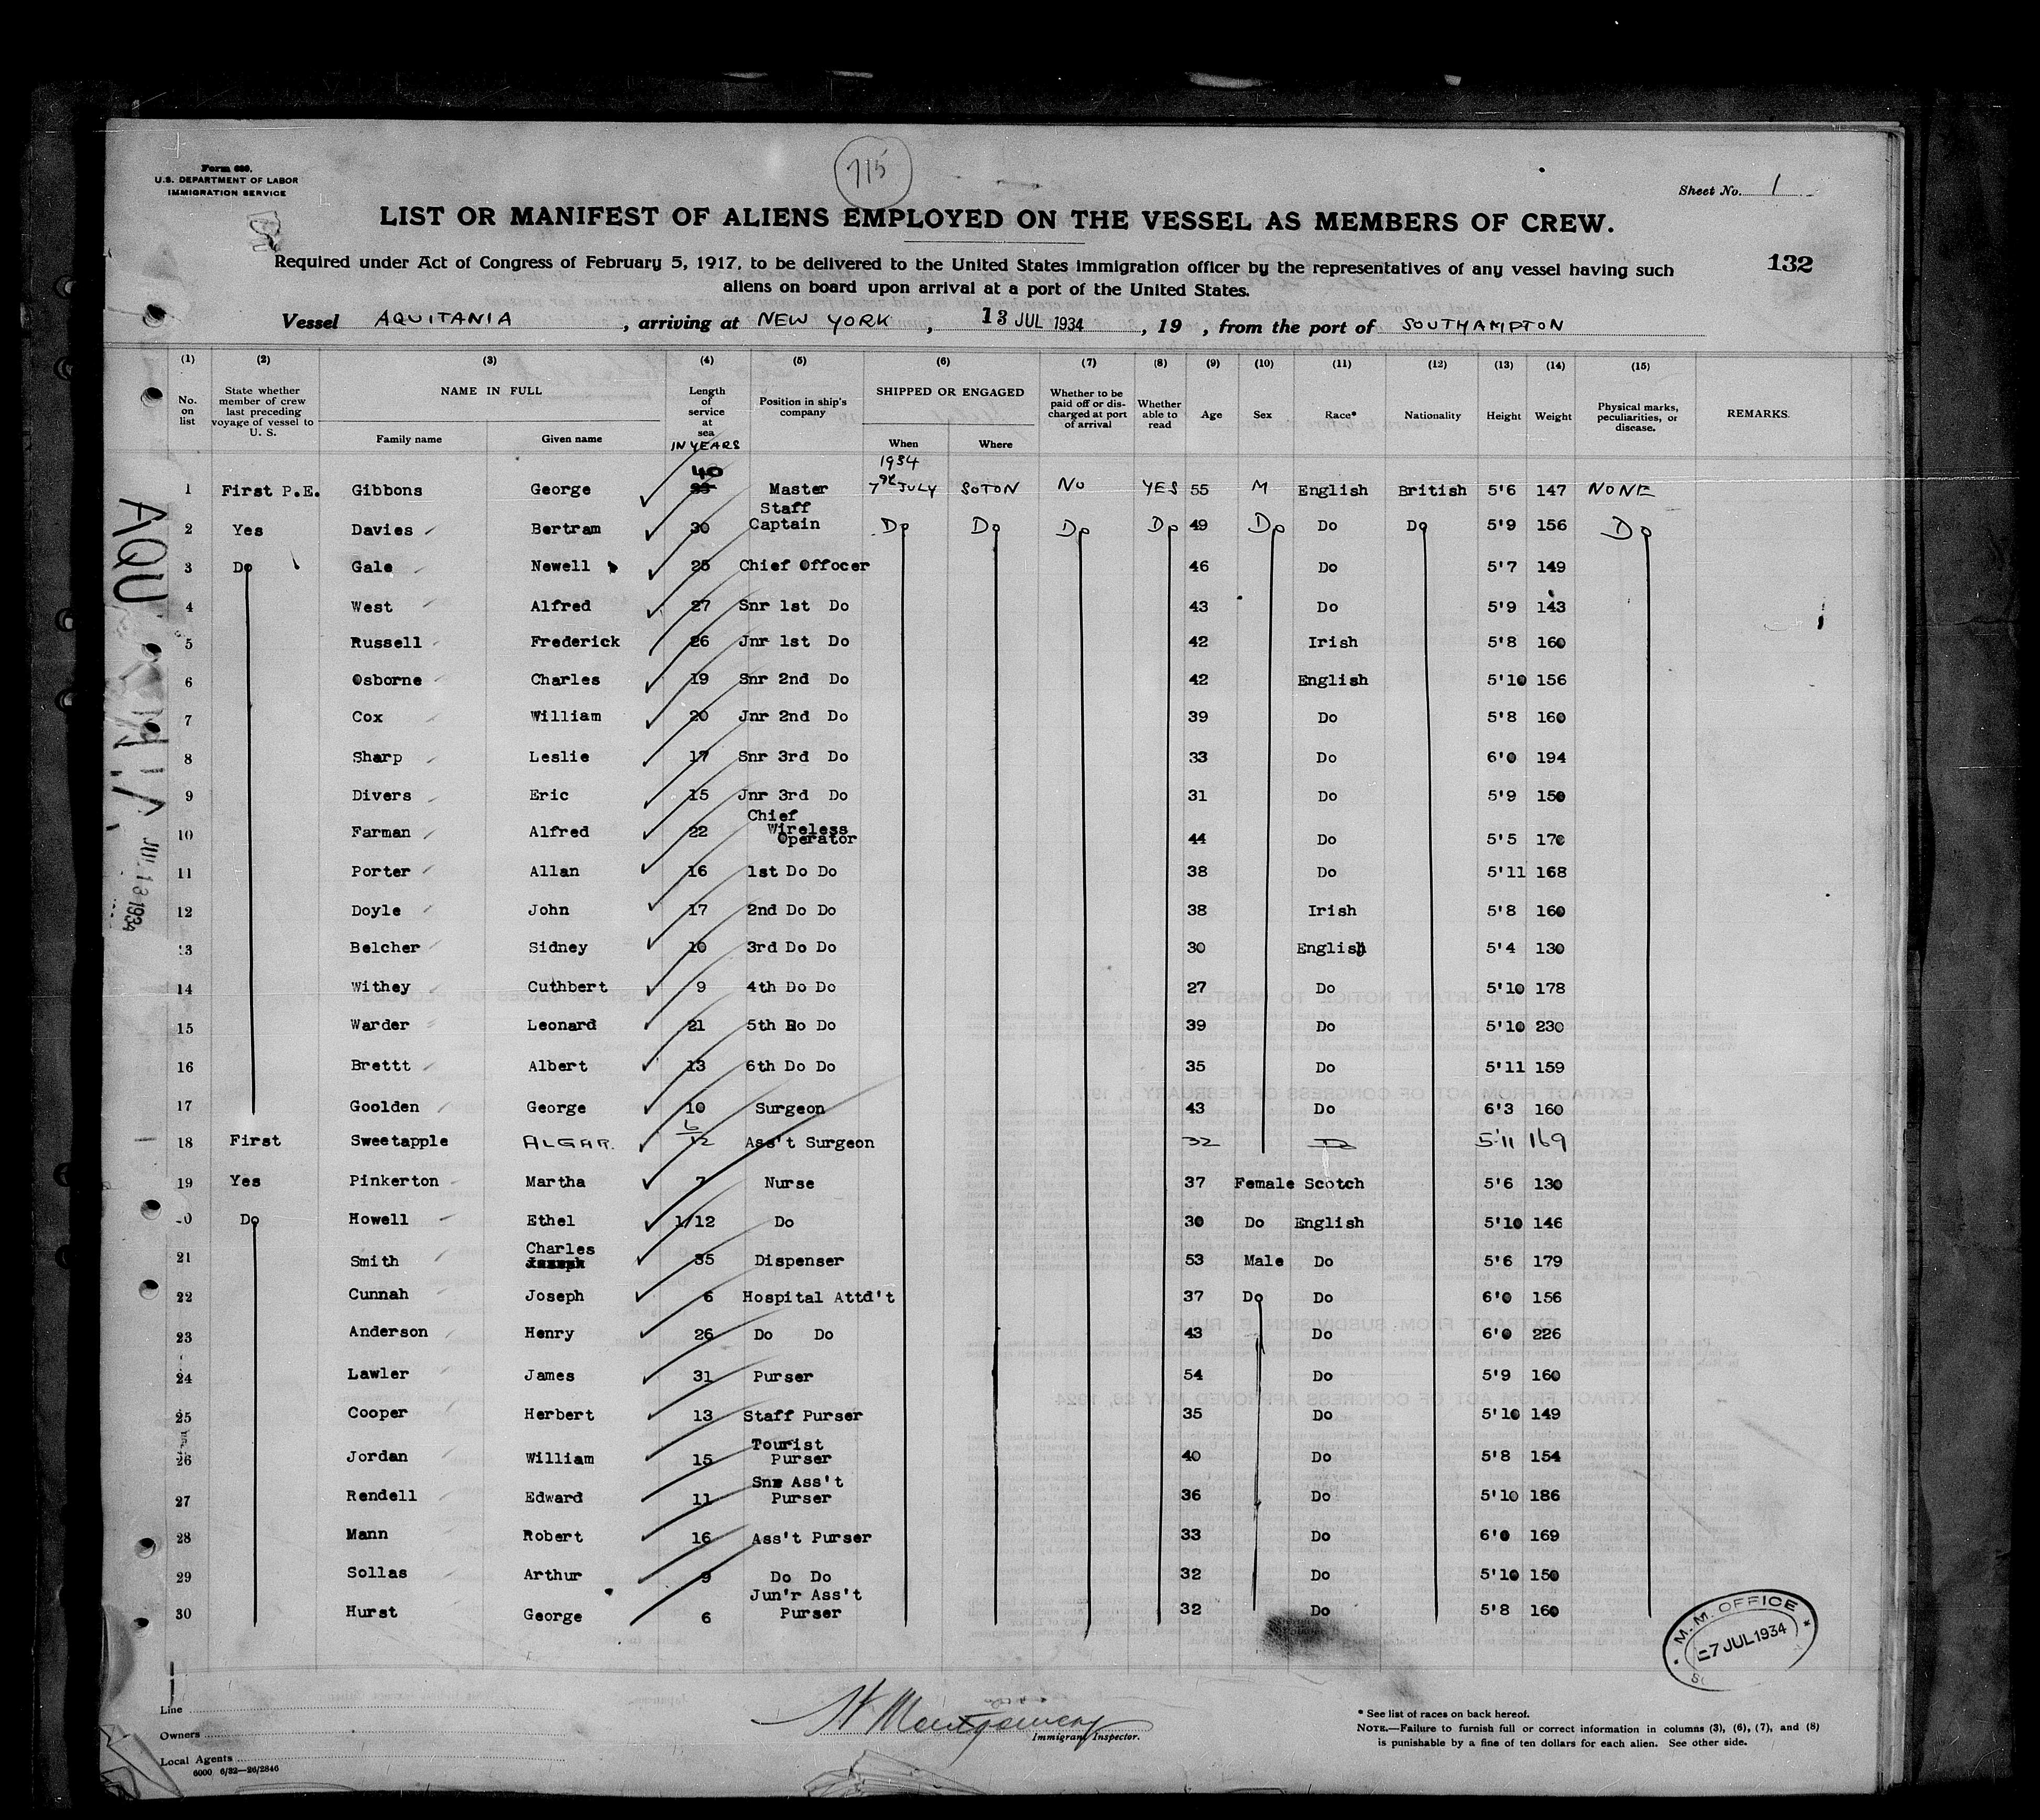 Form 680.
U.S. DEPARTMENT OF LABOR
IMMIGRATION SERVICE
715
Sheet No. 1
LIST OR MANIFEST OF ALIENS EMPLOYED ON THE VESSEL AS MEMBERS OF CREW.
132
Required under Act of Congress of February 5, 1917, to be delivered to the United States immigration officer by the representatives of any vessel having such
aliens on board upon arrival at a port of the United States.
Vessel AQUITANIA, arriving at NEW YORK, 13 JUL 1934, 19 , from the port of SOUTHAMPTON
(1) (2) (3) (4) (5) (6) (7) (8) (9) (10) (11) (12) (13) (14) (15)
No. on list State whether member of crew last preceding voyage of vessel to U. S. NAME IN FULL Family name Given name Length of service at sea IN YEARS Position in ship's company SHIPPED OR ENGAGED When Where Whether to be paid off or discharged at port of arrival Whether able to read Age Sex Race* Nationality Height Weight Physical marks, peculiarities, or disease. REMARKS.
1934
1 First P.E. Gibbons George 40 Master 7th JULY SOTON NO YES 55 M English British 5'6 147 NONE
2 Yes Davies Bertram 30 Staff Captain Do Do Do Do 49 Do Do Do 5'9 156 Do
3 Do Gale Newell 25 Chief Offocer 46 Do 5'7 149
4 West Alfred 27 Snr 1st Do 43 Do 5'9 143
5 Russell Frederick 26 Jnr 1st Do 42 Irish 5'8 160
6 Osborne Charles 19 Snr 2nd Do 42 English 5'10 156
7 Cox William 20 Jnr 2nd Do 39 Do 5'8 160
8 Sharp Leslie 17 Snr 3rd Do 33 Do 6'0 194
9 Divers Eric 15 Jnr 3rd Do 31 Do 5'9 150
10 Farman Alfred 22 Chief Wireless Operator 44 Do 5'5 170
11 Porter Allan 16 1st Do Do 38 Do 5'11 168
12 Doyle John 17 2nd Do Do 38 Irish 5'8 160
13 Belcher Sidney 10 3rd Do Do 30 English 5'4 130
14 Withey Cuthbert 9 4th Do Do 27 Do 5'10 178
15 Warder Leonard 21 5th Do Do 39 Do 5'10 230
16 Brettt Albert 13 6th Do Do 35 Do 5'11 159
17 Goolden George 10 Surgeon 43 Do 6'3 160
18 First Sweetapple ALGAR. 6/12 Ass't Surgeon 32 Do 5'11 169
19 Yes Pinkerton Martha 7 Nurse 37 Female Scotch 5'6 130
20 Do Howell Ethel 1/12 Do 30 Do English 5'10 146
21 Smith Charles 35 Dispenser 53 Male Do 5'6 179
22 Cunnah Joseph 6 Hospital Attd't 37 Do Do 6'0 156
23 Anderson Henry 26 Do Do 43 Do 6'0 226
24 Lawler James 31 Purser 54 Do 5'9 160
25 Cooper Herbert 13 Staff Purser 35 Do 5'10 149
26 Jordan William 15 Tourist Purser 40 Do 5'8 154
27 Rendell Edward 11 Snr Ass't Purser 36 Do 5'10 186
28 Mann Robert 16 Ass't Purser 33 Do 6'0 169
29 Sollas Arthur 9 Do Do 32 Do 5'10 150
30 Hurst George 6 Jun'r Ass't Purser 32 Do 5'8 160
AQU
JUL 13 1934
M.M. OFFICE
7 JUL 1934
Line
Owners
Local Agents
6000 6/32—26/2846
H Montgomery
Immigrant Inspector.
* See list of races on back hereof.
NOTE.—Failure to furnish full or correct information in columns (3), (6), (7), and (8)
is punishable by a fine of ten dollars for each alien. See other side.